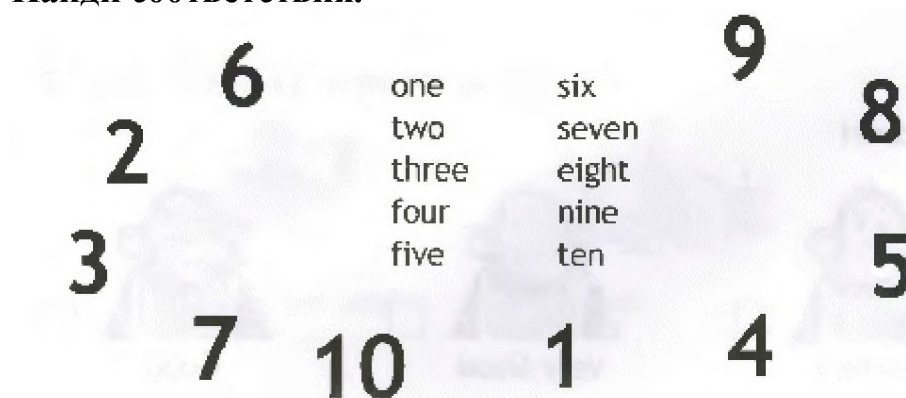 Найди соответствия.
6
9
one six
8
two seven
2
three eight
four nine
3
five ten
5
7
10
1
4